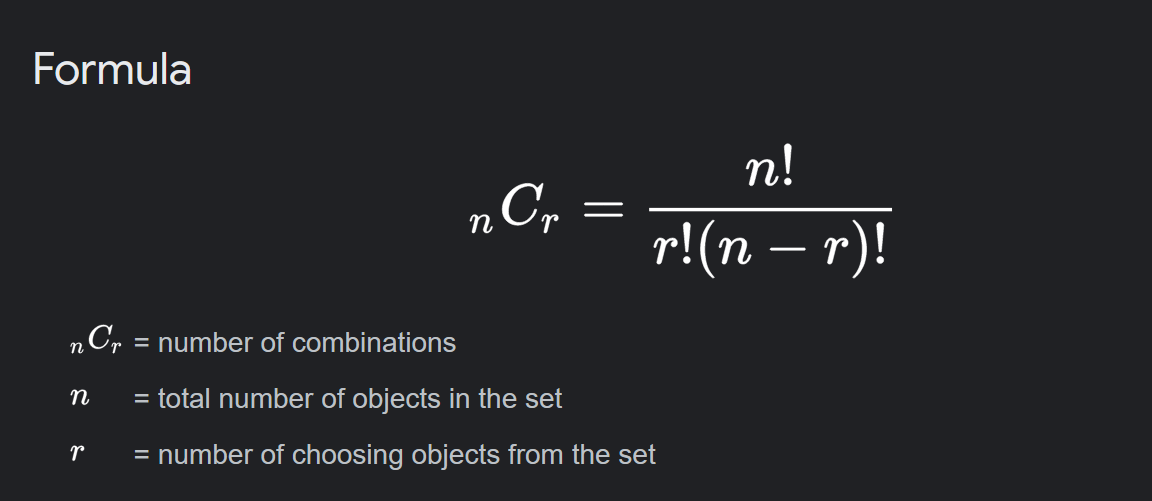 Formula
nCr = n! / r!(n − r)!
nCr = number of combinations
n = total number of objects in the set
r = number of choosing objects from the set